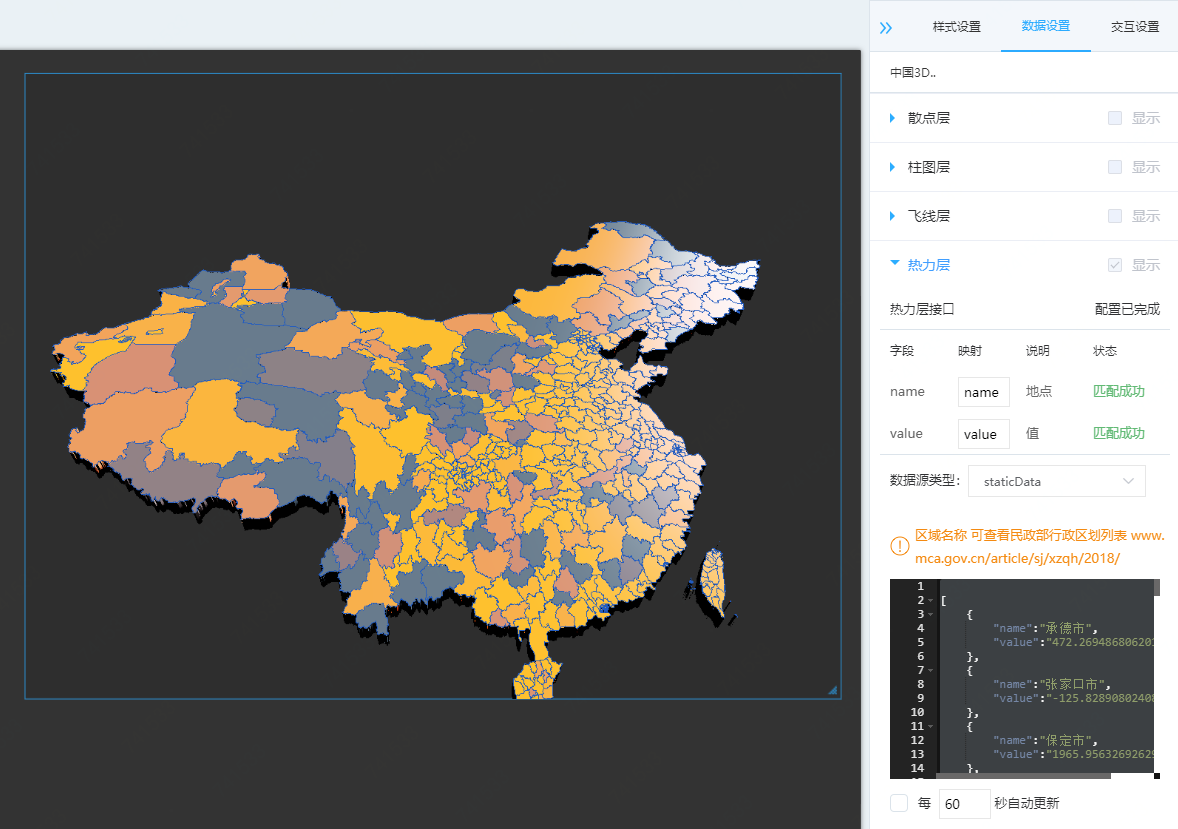 样式设置 数据设置 交互设置
中国3D..
散点层 显示
柱图层 显示
飞线层 显示
热力层 显示
热力层接口 配置已完成
字段 映射 说明 状态
name name 地点 匹配成功
value value 值 匹配成功
数据源类型: staticData
区域名称 可查看民政部行政区划列表 www.
mca.gov.cn/article/sj/xzqh/2018/
1
2 [
3 {
4 "name":"承德市",
5 "value":"472.26948680620
6 },
7 {
8 "name":"张家口市",
9 "value":"-125.8289080240
10 },
11 {
12 "name":"保定市",
13 "value":"1965.9563269262
14 },
每 60 秒自动更新